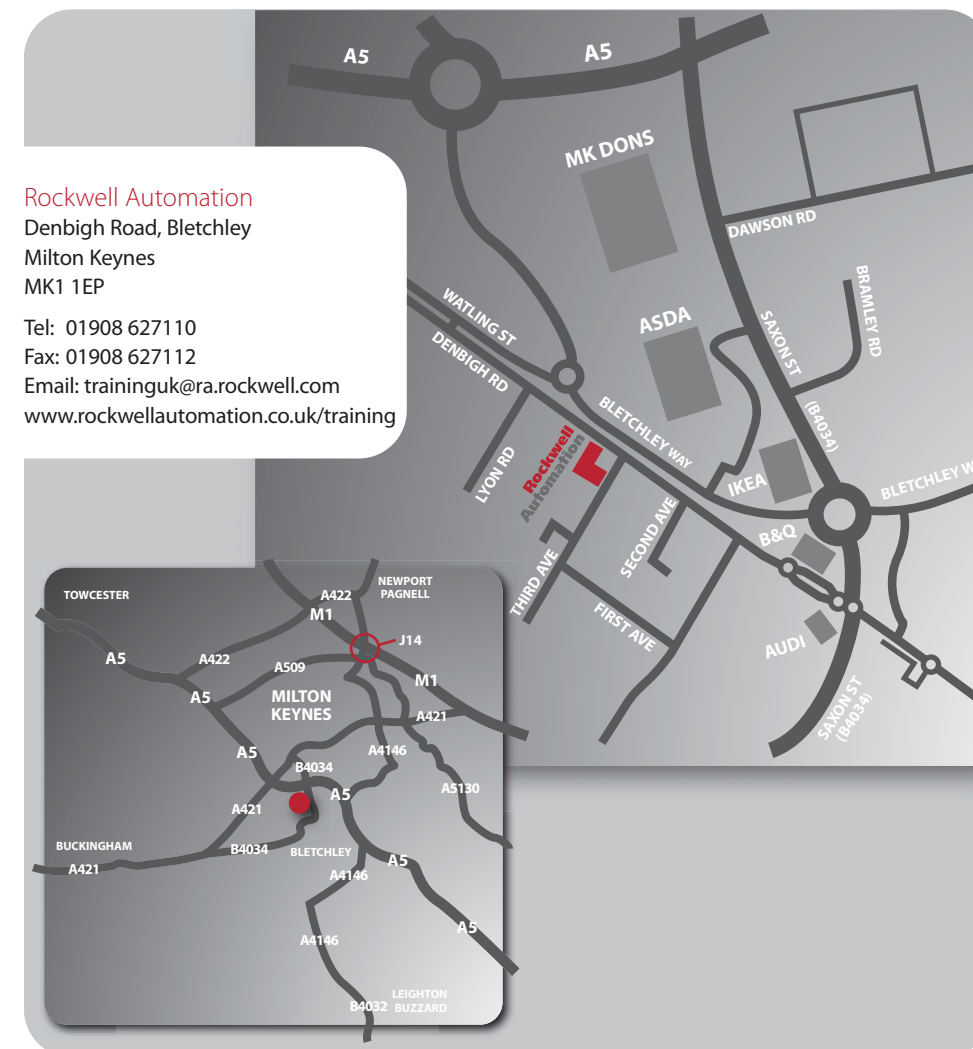 Rockwell Automation
Denbigh Road, Bletchley
Milton Keynes
MK1 1EP
Tel: 01908 627110
Fax: 01908 627112
Email: traininguk@ra.rockwell.com
www.rockwellautomation.co.uk/training
A5
A5
MK DONS
DAWSON RD
BRAMLEY RD
WATLING ST
DENBIGH RD
ASDA
SAXON ST
(B4034)
BLETCHLEY WAY
BLETCHLEY W
LYON RD
Rockwell
Automation
IKEA
B&Q
SECOND AVE
THIRD AVE
FIRST AVE
AUDI
SAXON ST
(B4034)
TOWCESTER
NEWPORT
PAGNELL
A422
M1
J14
A5
A422
A509
M1
A5
MILTON
KEYNES
A421
A5
A4146
B4034
A5
A5130
A421
BUCKINGHAM
B4034
BLETCHLEY
A5
A421
A4146
A5
A4146
LEIGHTON
BUZZARD
B4032